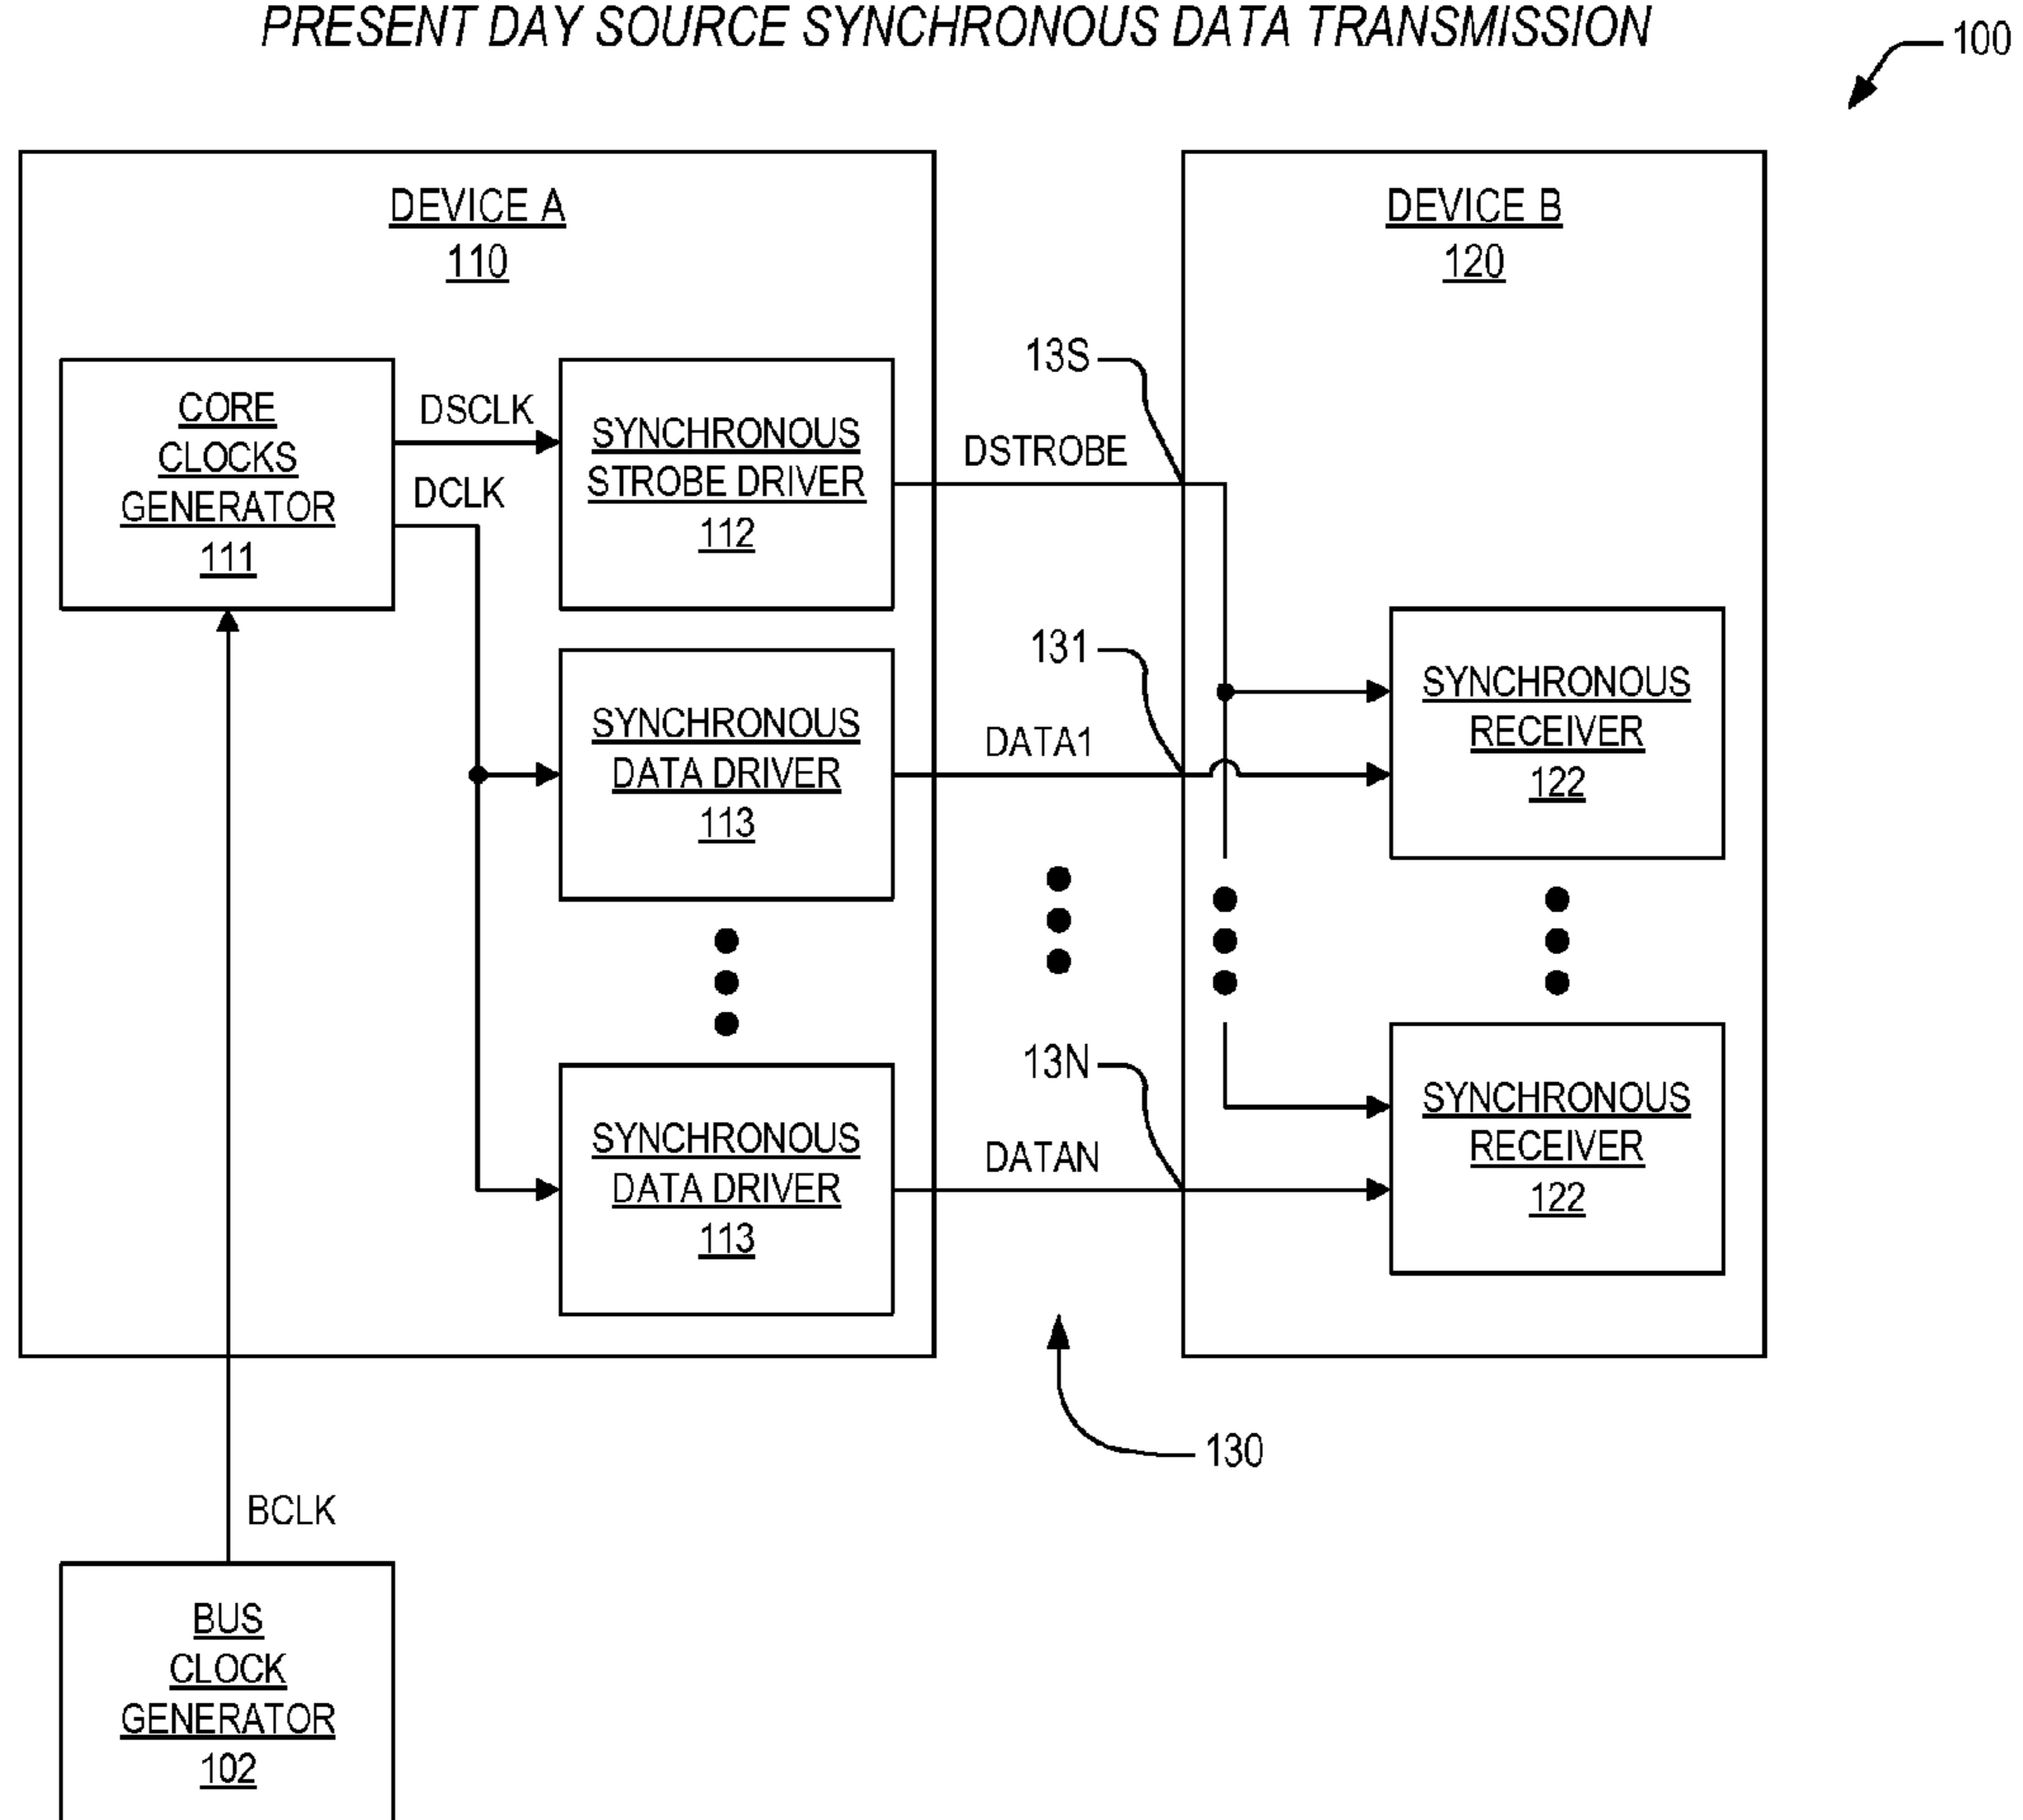 PRESENT DAY SOURCE SYNCHRONOUS DATA TRANSMISSION
100
DEVICE A
110
DEVICE B
120
CORE
CLOCKS
GENERATOR
111
DSCLK
DCLK
SYNCHRONOUS
STROBE DRIVER
112
13S
DSTROBE
SYNCHRONOUS
DATA DRIVER
113
131
DATA1
SYNCHRONOUS
RECEIVER
122
SYNCHRONOUS
DATA DRIVER
113
13N
DATAN
SYNCHRONOUS
RECEIVER
122
130
BCLK
BUS
CLOCK
GENERATOR
102